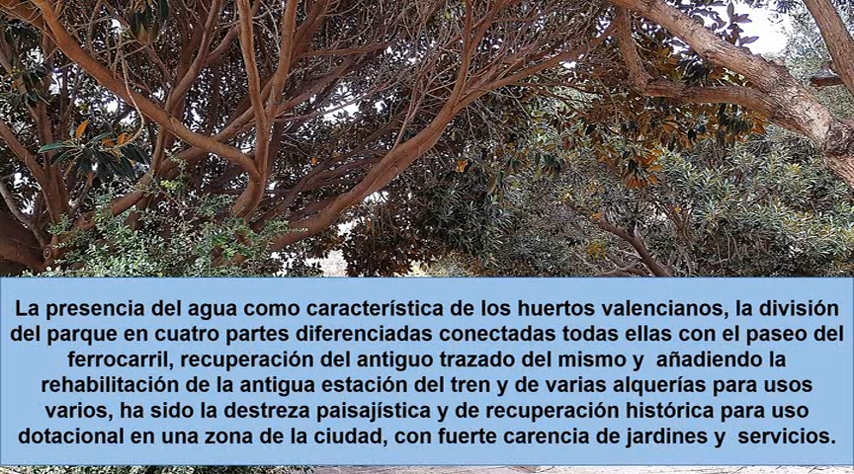 La presencia del agua como característica de los huertos valencianos, la división
del parque en cuatro partes diferenciadas conectadas todas ellas con el paseo del
ferrocarril, recuperación del antiguo trazado del mismo y  añadiendo la
rehabilitación de la antigua estación del tren y de varias alquerías para usos
varios, ha sido la destreza paisajística y de recuperación histórica para uso
dotacional en una zona de la ciudad, con fuerte carencia de jardines y  servicios.